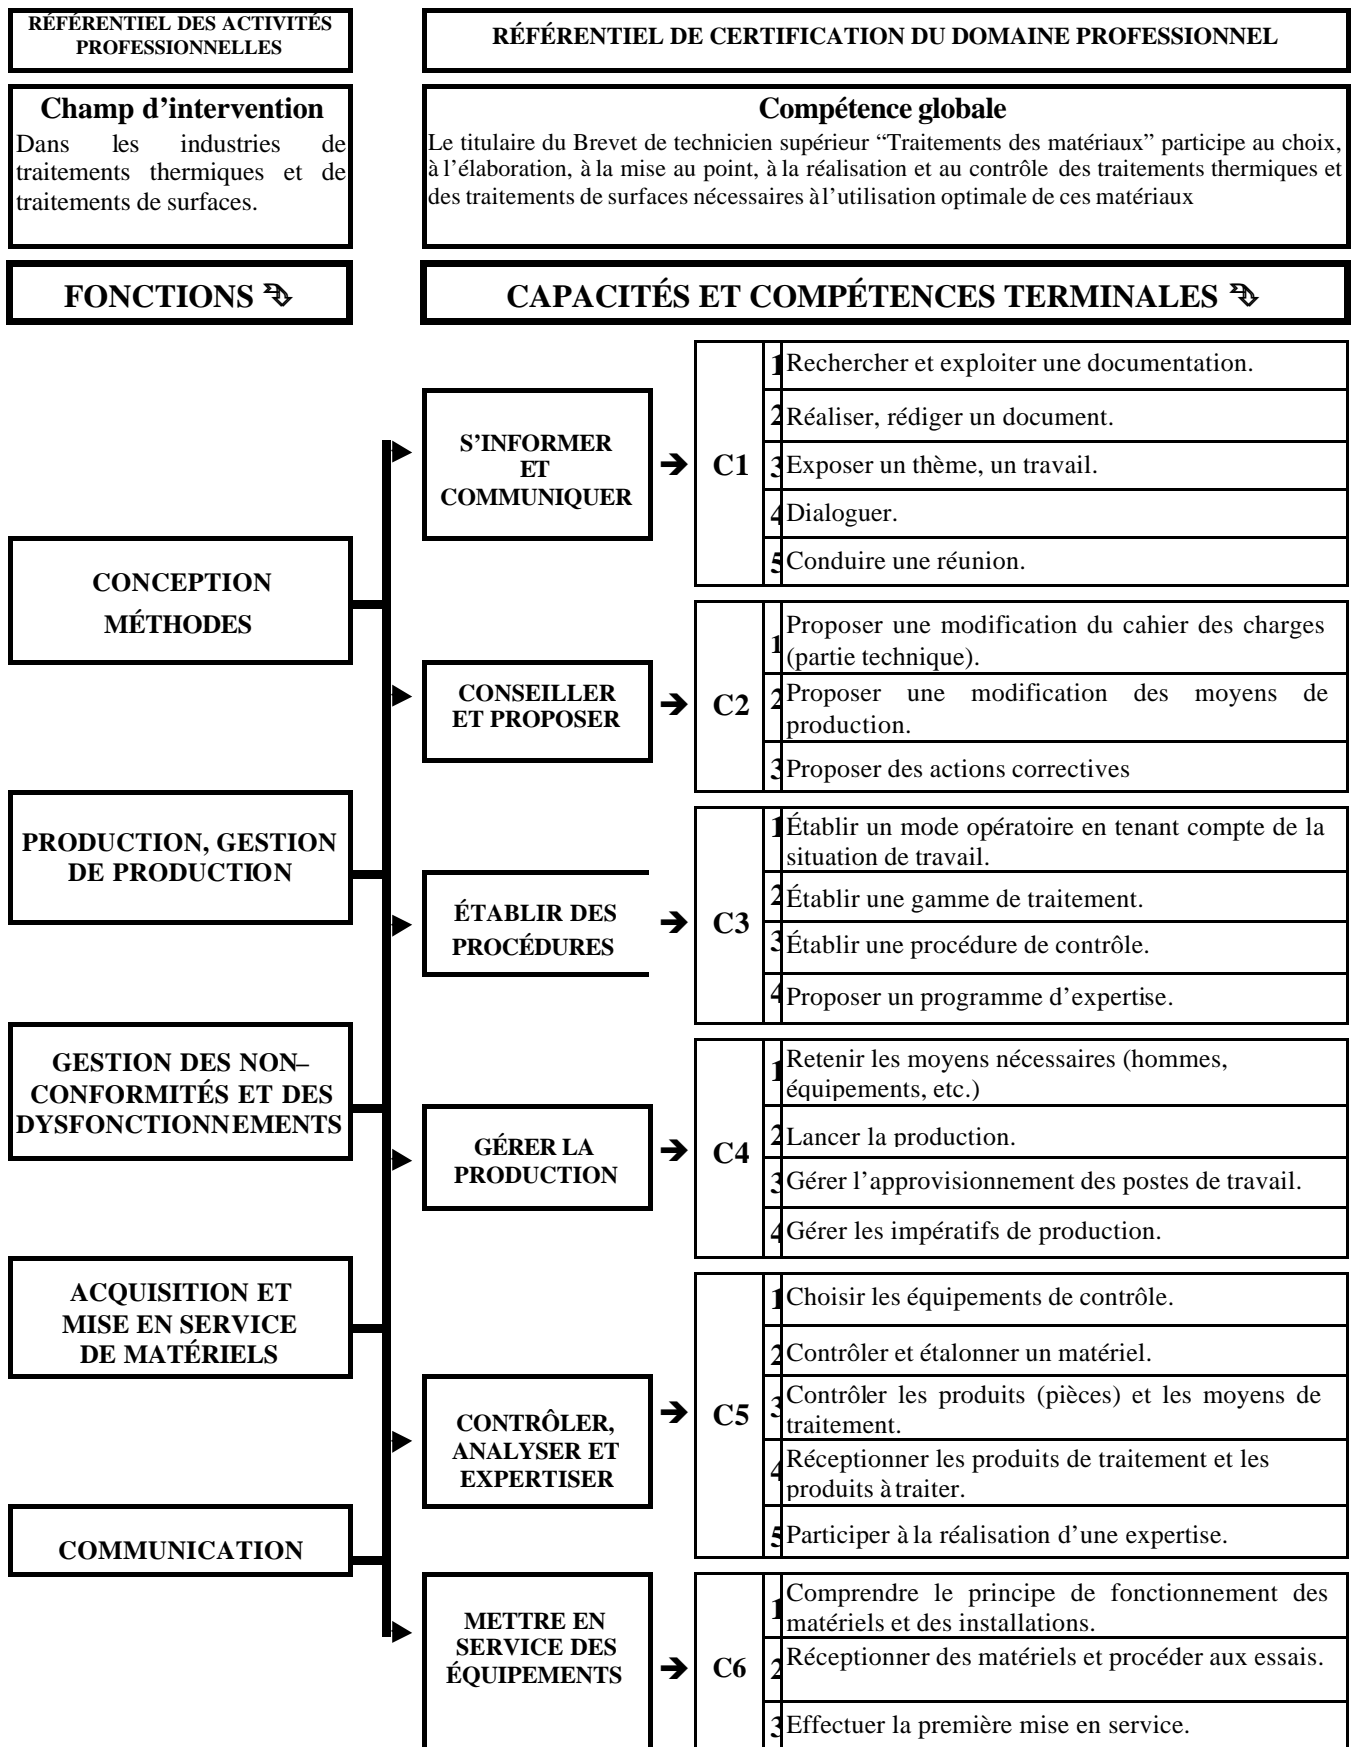 RÉFÉRENTIEL DES ACTIVITÉS
PROFESSIONNELLES
RÉFÉRENTIEL DE CERTIFICATION DU DOMAINE PROFESSIONNEL
Champ d’intervention
Dans les industries de
traitements thermiques et de
traitements de surfaces.
Compétence globale
Le titulaire du Brevet de technicien supérieur “Traitements des matériaux” participe au choix,
à l’élaboration, à la mise au point, à la réalisation et au contrôle des traitements thermiques et
des traitements de surfaces nécessaires à l’utilisation optimale de ces matériaux
FONCTIONS
CAPACITÉS ET COMPÉTENCES TERMINALES
CONCEPTION
MÉTHODES
PRODUCTION, GESTION
DE PRODUCTION
GESTION DES NON–
CONFORMITÉS ET DES
DYSFONCTIONNEMENTS
ACQUISITION ET
MISE EN SERVICE
DE MATÉRIELS
COMMUNICATION
S’INFORMER
ET
COMMUNIQUER
C1
1 Rechercher et exploiter une documentation.
2 Réaliser, rédiger un document.
3 Exposer un thème, un travail.
4 Dialoguer.
5 Conduire une réunion.
CONSEILLER
ET PROPOSER
C2
1 Proposer une modification du cahier des charges
(partie technique).
2 Proposer une modification des moyens de
production.
3 Proposer des actions correctives
ÉTABLIR DES
PROCÉDURES
C3
1 Établir un mode opératoire en tenant compte de la
situation de travail.
2 Établir une gamme de traitement.
3 Établir une procédure de contrôle.
4 Proposer un programme d’expertise.
GÉRER LA
PRODUCTION
C4
1 Retenir les moyens nécessaires (hommes,
équipements, etc.)
2 Lancer la production.
3 Gérer l’approvisionnement des postes de travail.
4 Gérer les impératifs de production.
CONTRÔLER,
ANALYSER ET
EXPERTISER
C5
1 Choisir les équipements de contrôle.
2 Contrôler et étalonner un matériel.
3 Contrôler les produits (pièces) et les moyens de
traitement.
4 Réceptionner les produits de traitement et les
produits à traiter.
5 Participer à la réalisation d’une expertise.
METTRE EN
SERVICE DES
ÉQUIPEMENTS
C6
1 Comprendre le principe de fonctionnement des
matériels et des installations.
2 Réceptionner des matériels et procéder aux essais.
3 Effectuer la première mise en service.